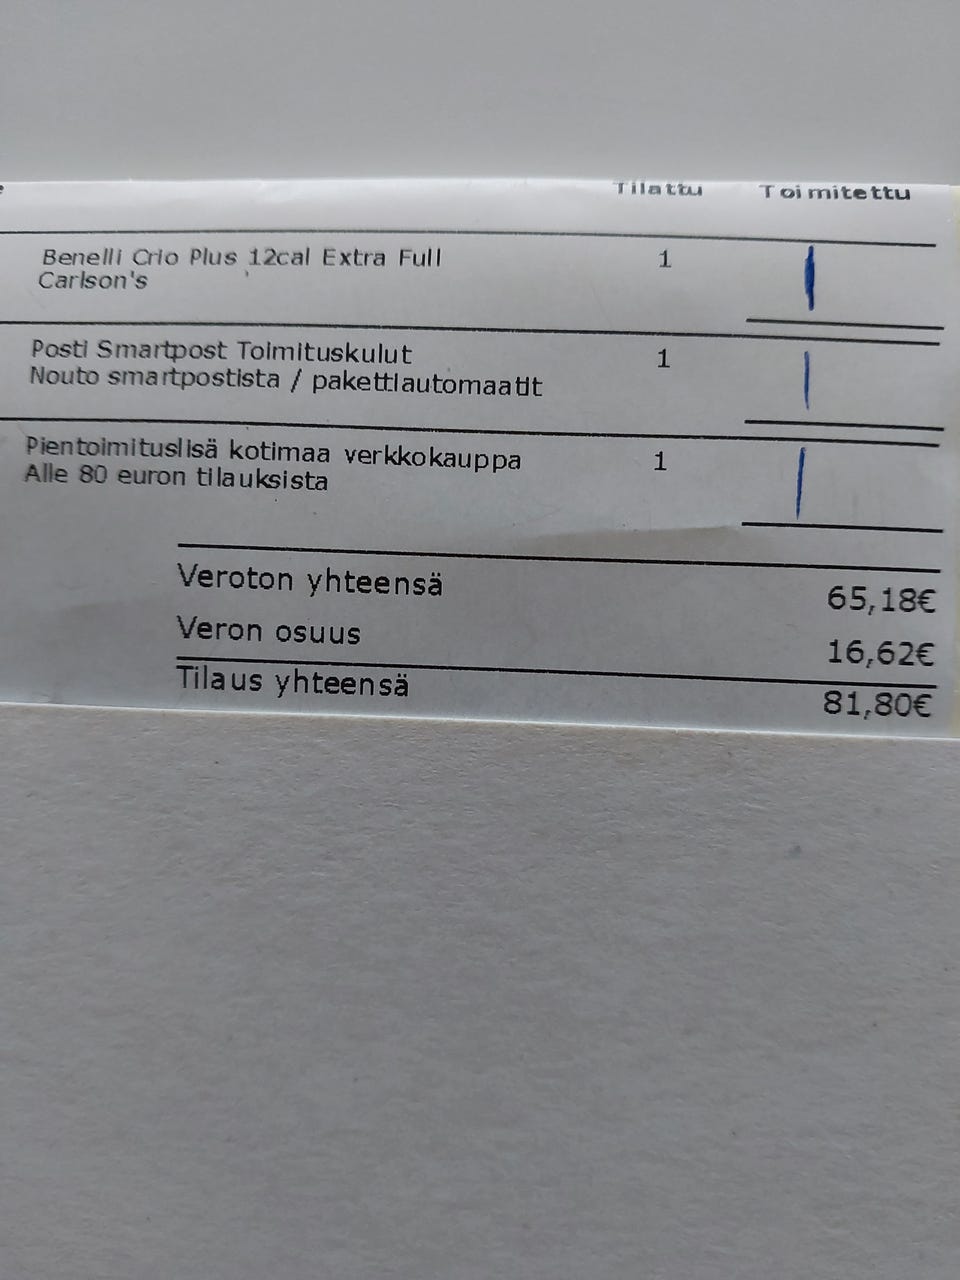 Tilattu Toimitettu
Benelli Crio Plus 12cal Extra Full 1
Carlson's
Posti Smartpost Toimituskulut 1
Nouto smartpostista / pakettiautomaatit
Pientoimituslisä kotimaa verkkokauppa 1
Alle 80 euron tilauksista
Veroton yhteensä 65,18€
Veron osuus 16,62€
Tilaus yhteensä 81,80€